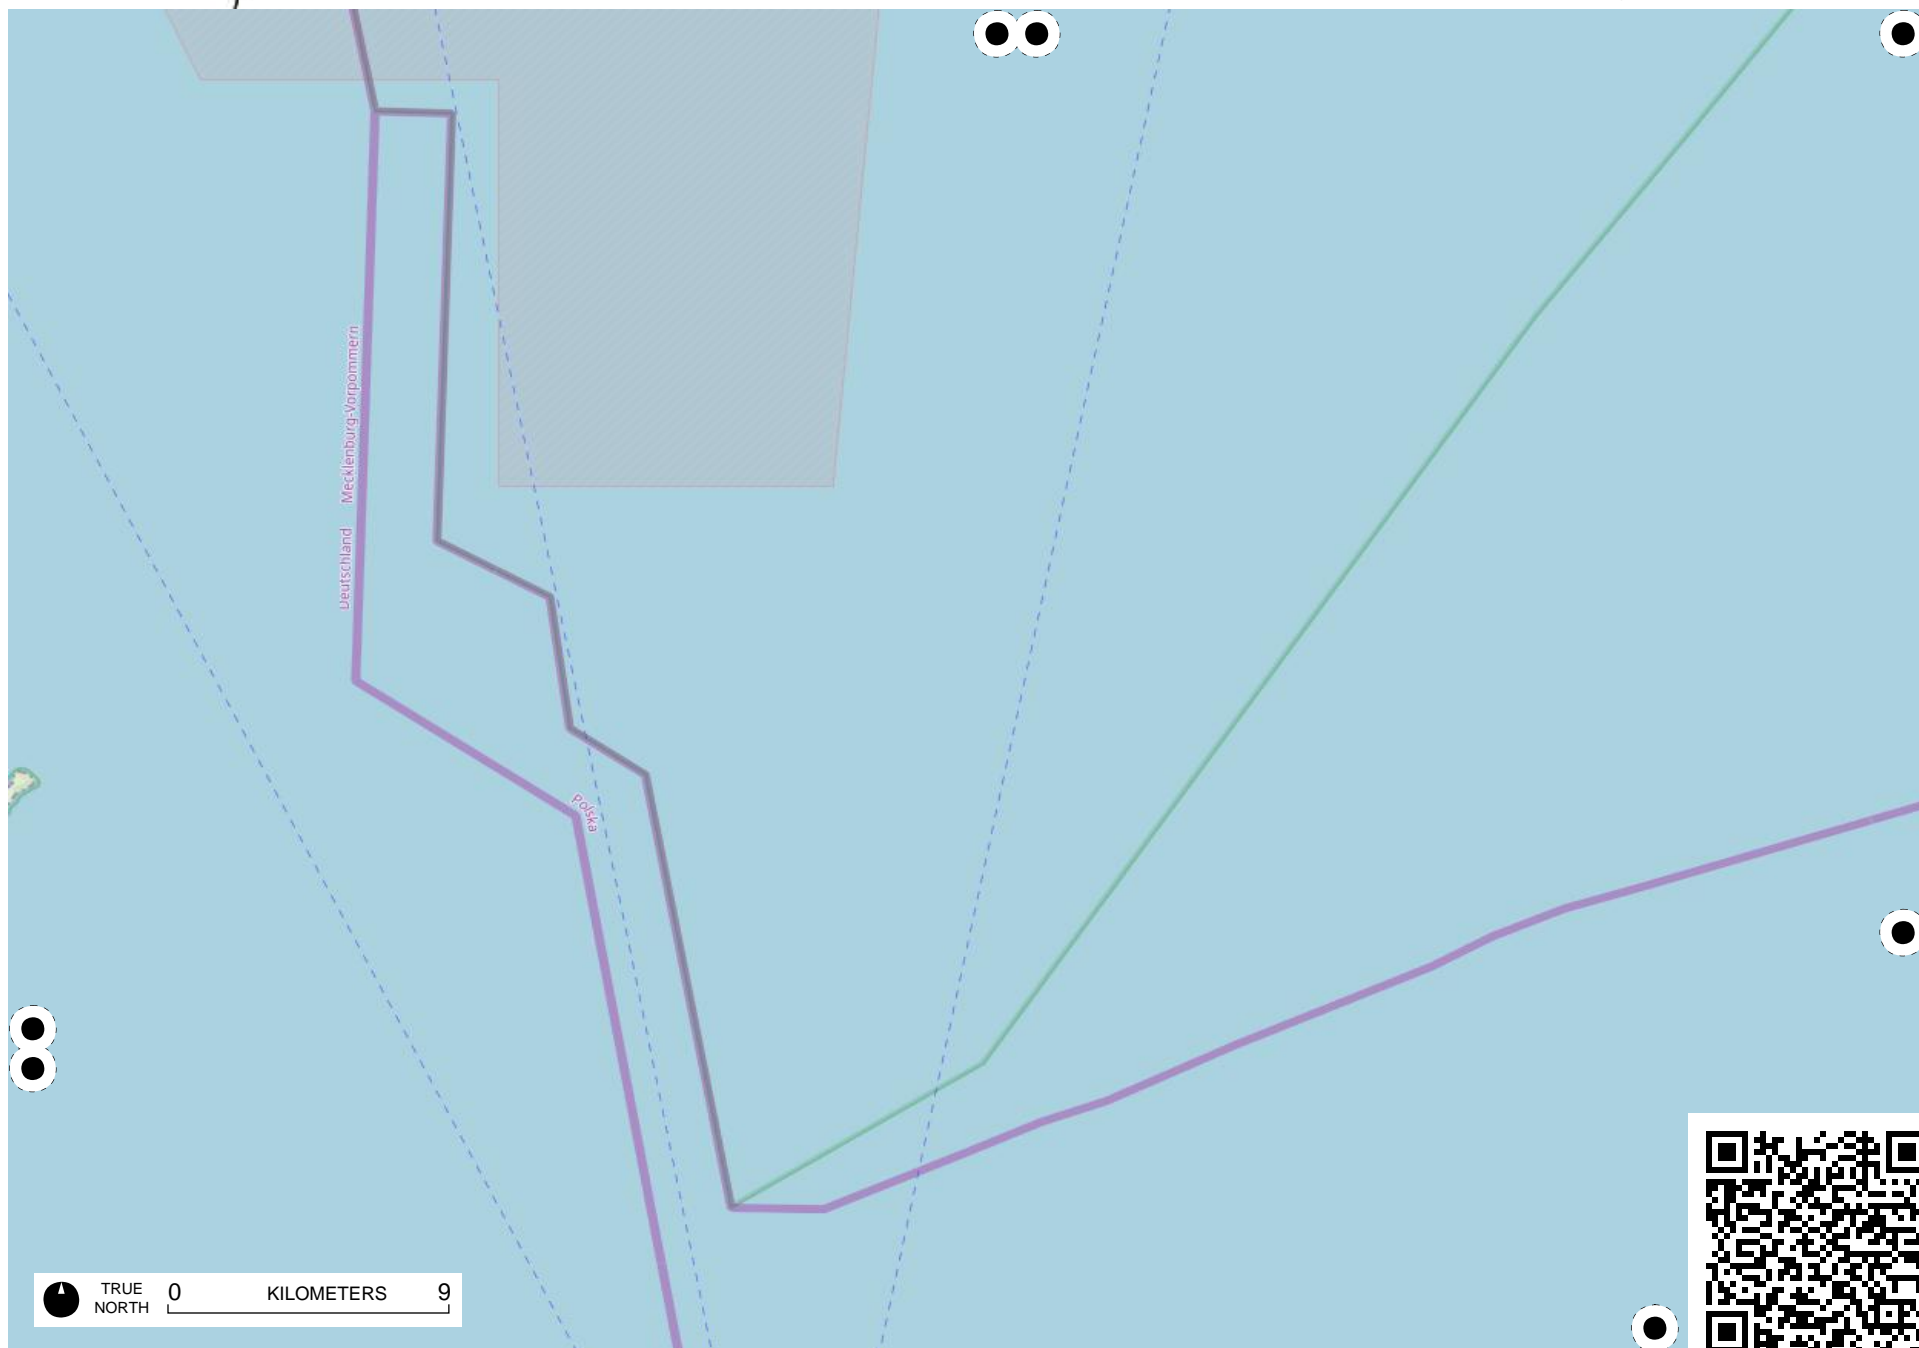 Mecklenburg-Vorpommern
Deutschland
Polska
TRUE NORTH
0 KILOMETERS 9